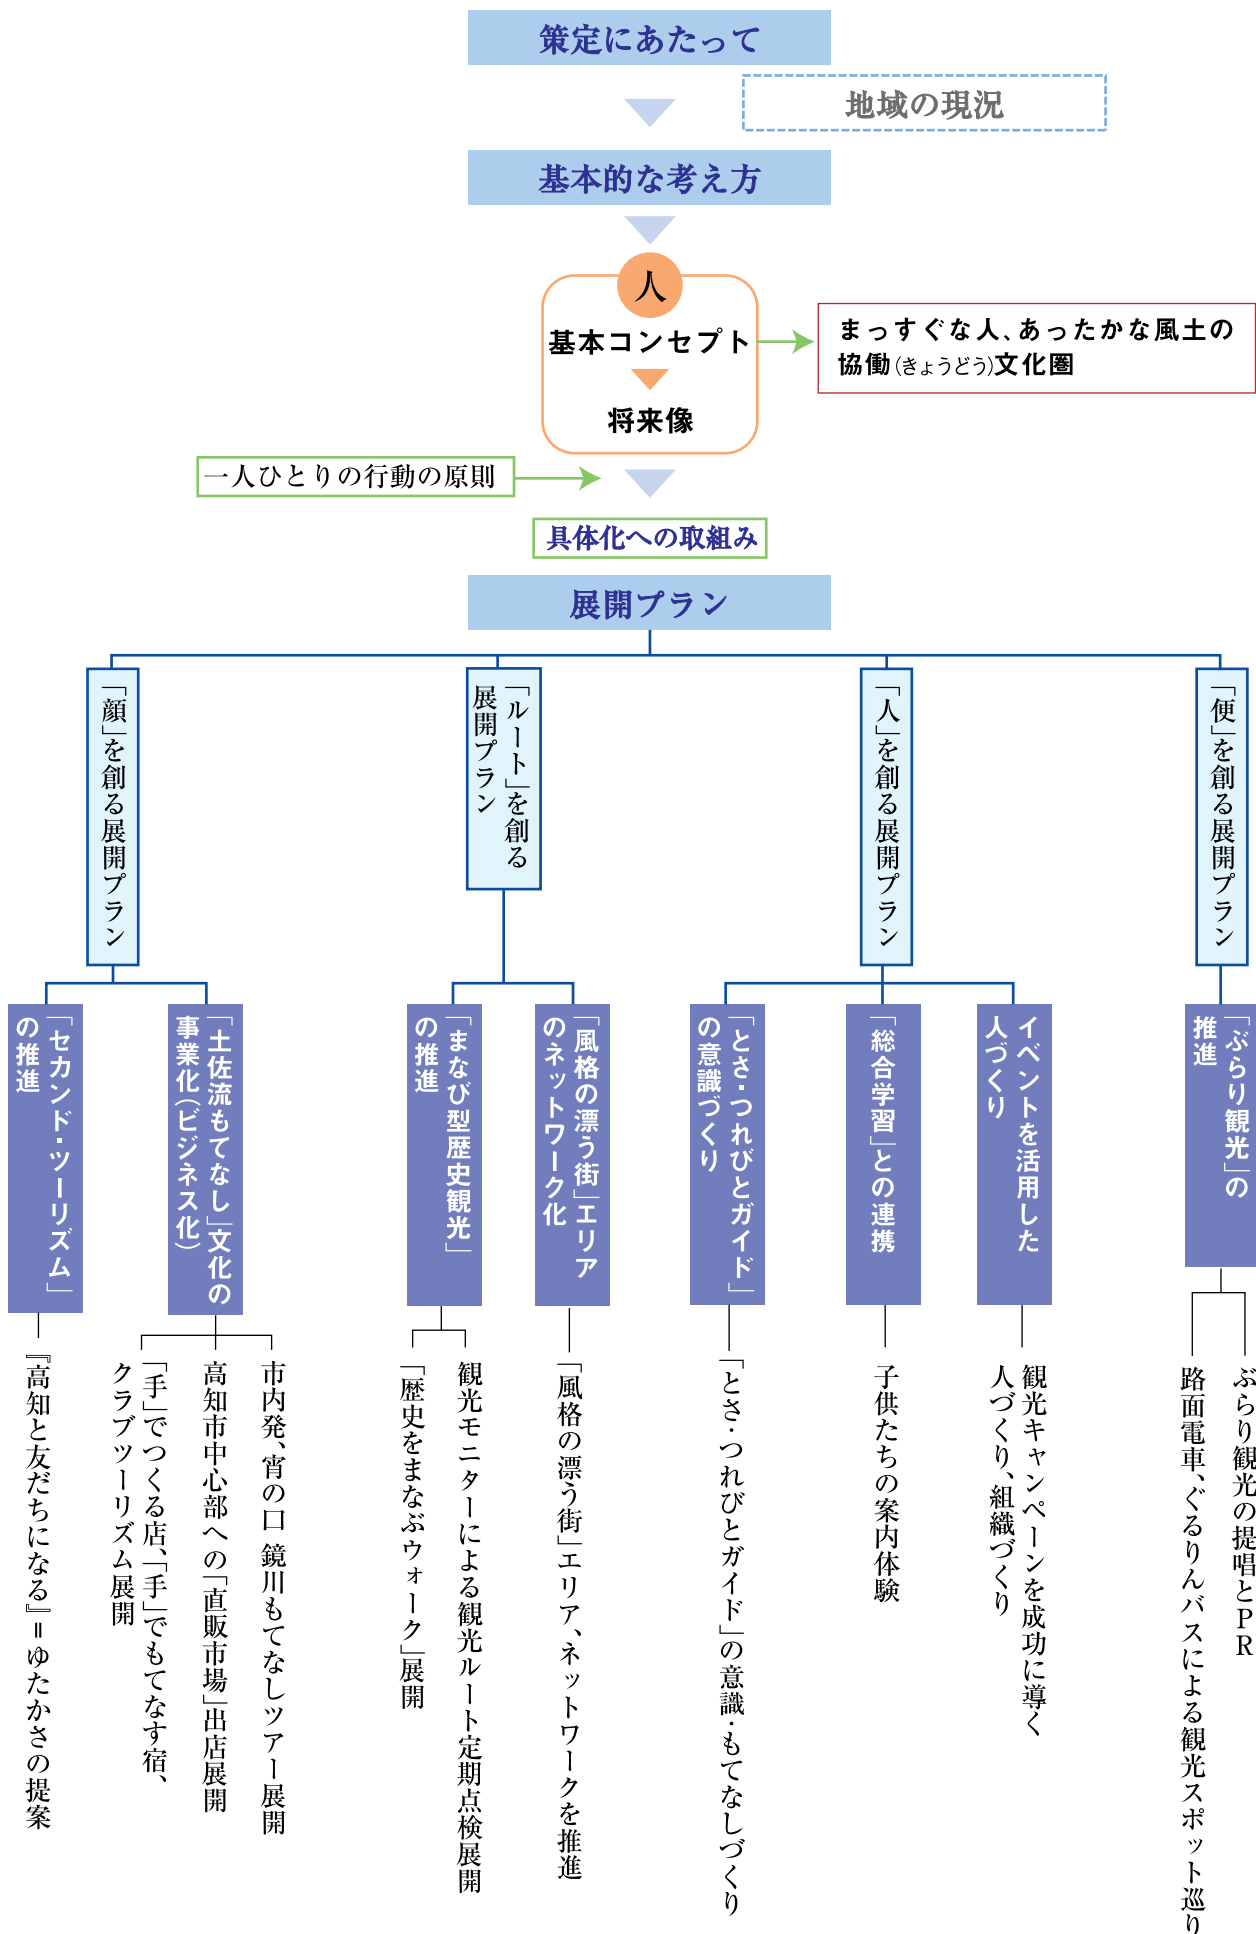 策定にあたって
地域の現況
基本的な考え方
人
基本コンセプト
将来像
まっすぐな人、あったかな風土の
協働(きょうどう)文化圏
一人ひとりの行動の原則
具体化への取組み
展開プラン
「顔」を創る展開プラン
「ルート」を創る
展開プラン
「人」を創る展開プラン
「便」を創る展開プラン
「セカンド・ツーリズム」
の推進
「土佐流もてなし」文化の
事業化(ビジネス化)
「まなび型歴史観光」
の推進
「風格の漂う街」エリア
のネットワーク化
「とさ・つれびとガイド」
の意識づくり
「総合学習」との連携
イベントを活用した
人づくり
「ぶらり観光」の
推進
『高知と友だちになる』=ゆたかさの提案
「手」でつくる店、「手」でもてなす宿、
クラブツーリズム展開
高知市中心部への「直販市場」出店展開
市内発、宵の口 鏡川もてなしツアー展開
「歴史をまなぶウォーク」展開
観光モニターによる観光ルート定期点検展開
「風格の漂う街」エリア、ネットワークを推進
「とさ・つれびとガイド」の意識・もてなしづくり
子供たちの案内体験
観光キャンペーンを成功に導く
人づくり、組織づくり
路面電車、ぐるりんバスによる観光スポット巡り
ぶらり観光の提唱とPR